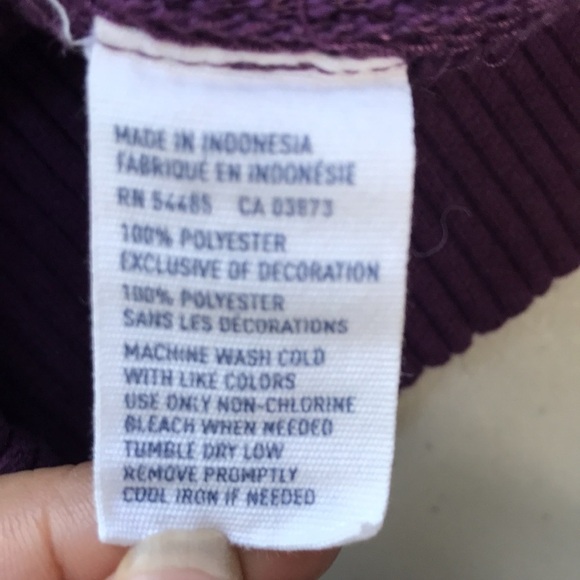 MADE IN INDONESIA
FABRIQUÉ EN INDONÉSIE
RN 54485 CA 03873
100% POLYESTER
EXCLUSIVE OF DECORATION
100% POLYESTER
SANS LES DÉCORATIONS
MACHINE WASH COLD
WITH LIKE COLORS
USE ONLY NON-CHLORINE
BLEACH WHEN NEEDED
TUMBLE DRY LOW
REMOVE PROMPTLY
COOL IRON IF NEEDED